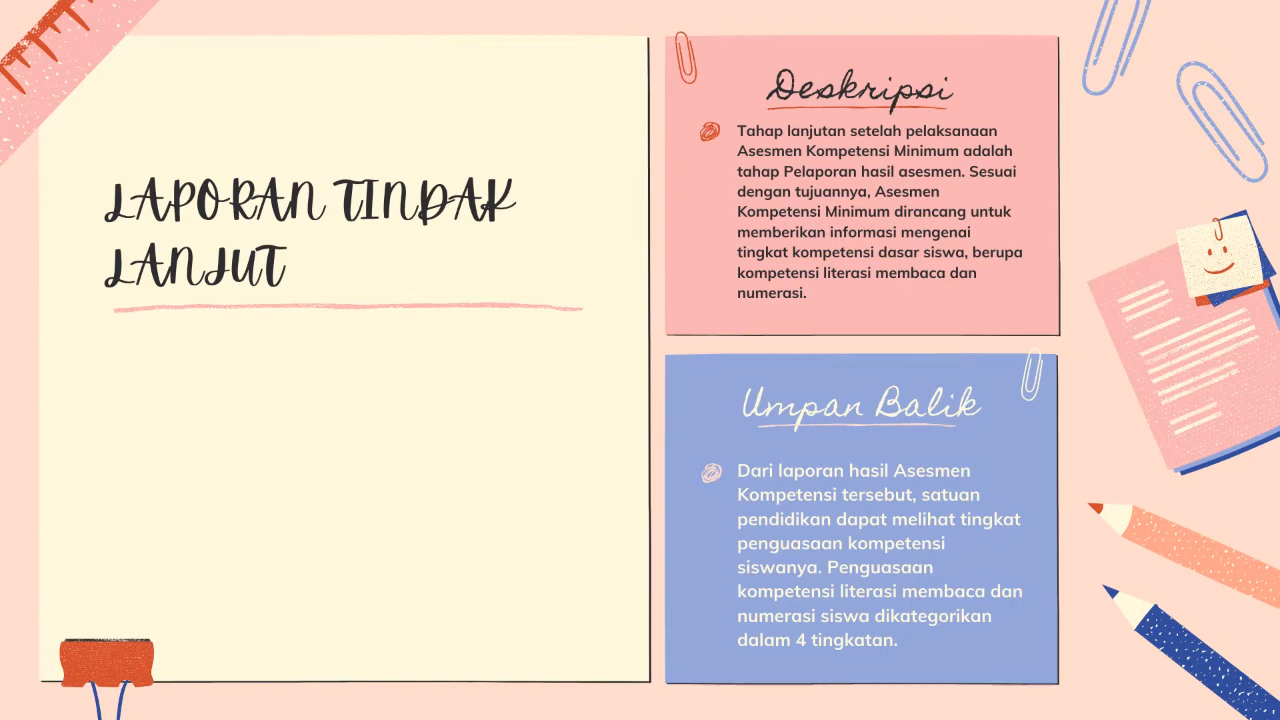 LAPORAN TINDAK
LANJUT
Deskripsi
Tahap lanjutan setelah pelaksanaan
Asesmen Kompetensi Minimum adalah
tahap Pelaporan hasil asesmen. Sesuai
dengan tujuannya, Asesmen
Kompetensi Minimum dirancang untuk
memberikan informasi mengenai
tingkat kompetensi dasar siswa, berupa
kompetensi literasi membaca dan
numerasi.
Umpan Balik
Dari laporan hasil Asesmen
Kompetensi tersebut, satuan
pendidikan dapat melihat tingkat
penguasaan kompetensi
siswanya. Penguasaan
kompetensi literasi membaca dan
numerasi siswa dikategorikan
dalam 4 tingkatan.